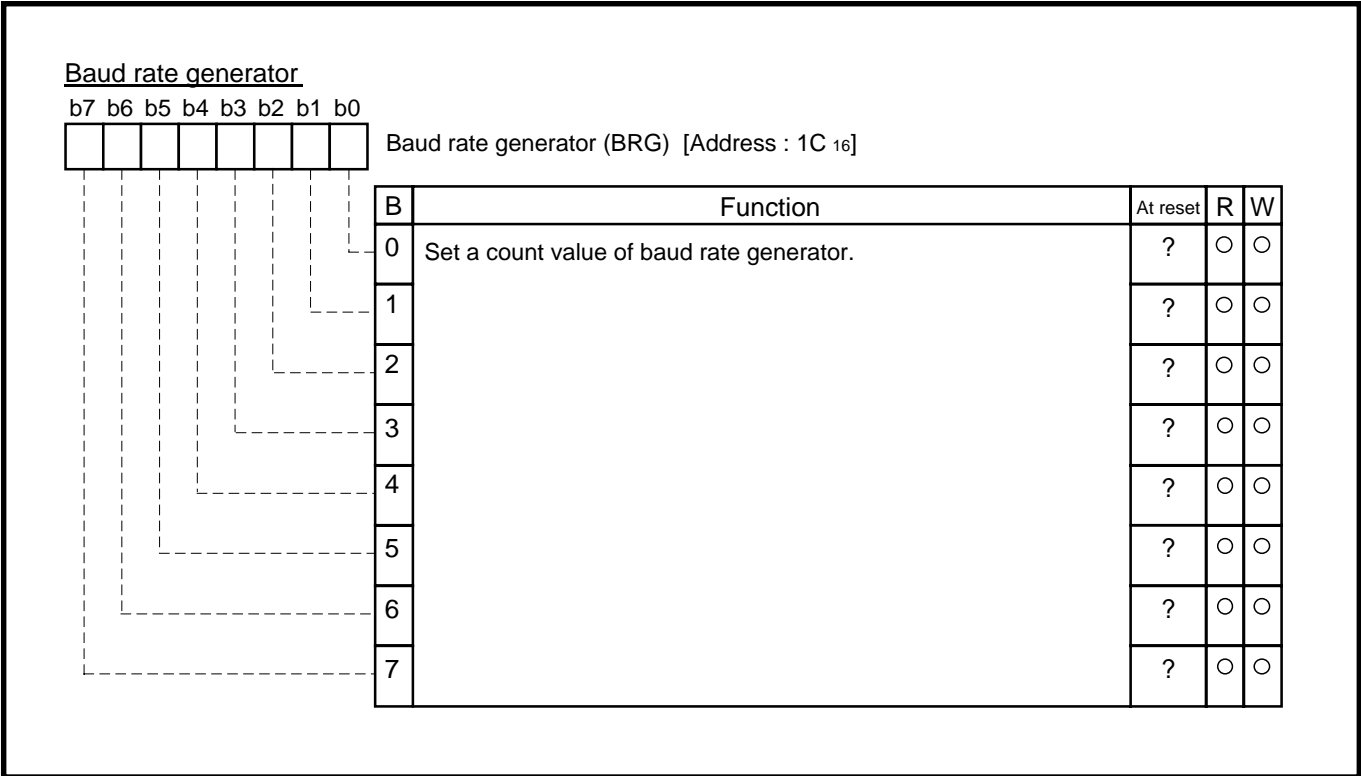 Baud rate generator
b7 b6 b5 b4 b3 b2 b1 b0
Baud rate generator (BRG) [Address : 1C 16]
B Function At reset R W
0 Set a count value of baud rate generator. ? ○ ○
1 ? ○ ○
2 ? ○ ○
3 ? ○ ○
4 ? ○ ○
5 ? ○ ○
6 ? ○ ○
7 ? ○ ○